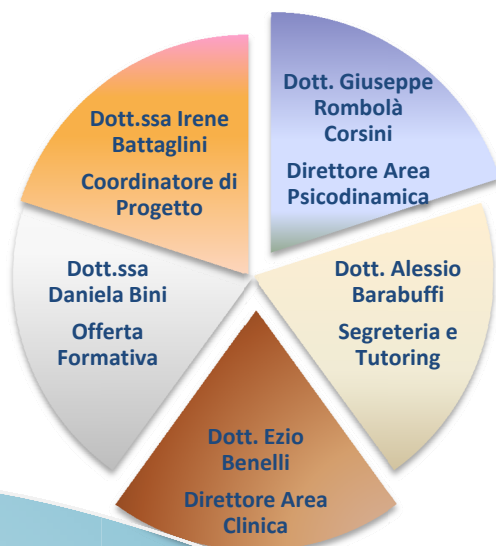 Dott. Giuseppe
Rombolà
Corsini
Direttore Area
Psicodinamica
Dott. Alessio
Barabuffi
Segreteria e
Tutoring
Dott. Ezio
Benelli
Direttore Area
Clinica
Dott.ssa
Daniela Bini
Offerta
Formativa
Dott.ssa Irene
Battaglini
Coordinatore di
Progetto